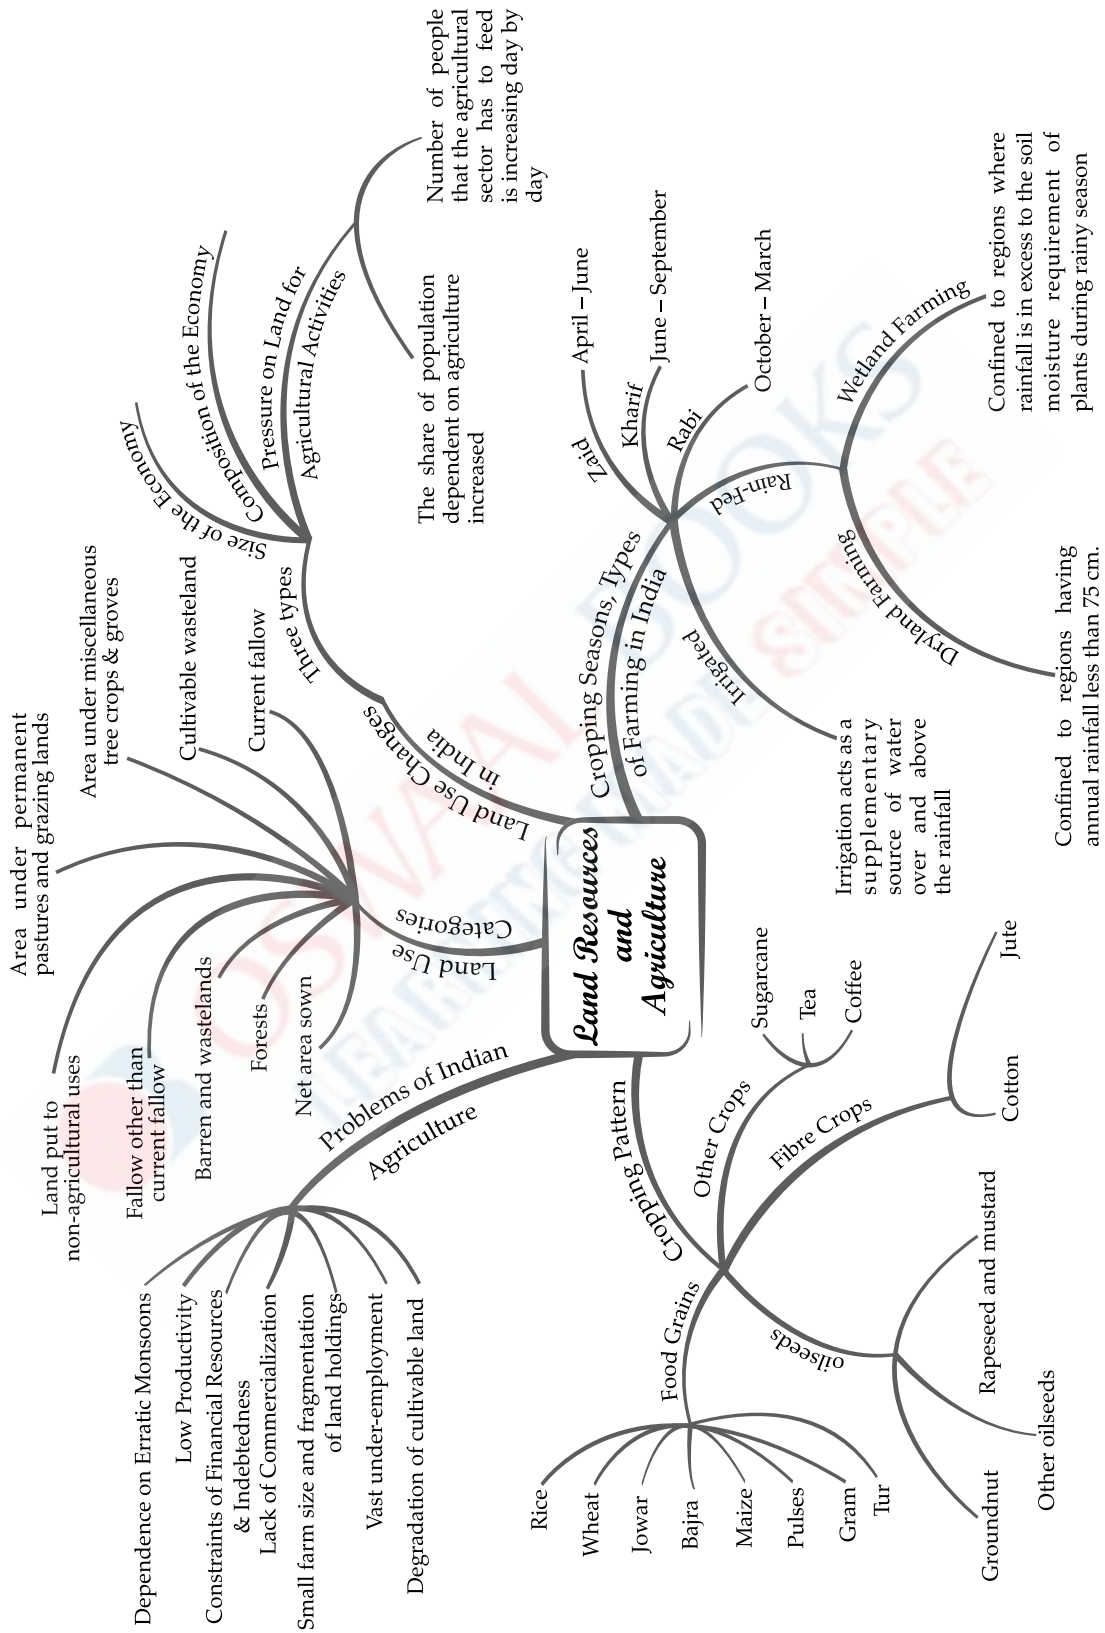 Land Resources
and
Agriculture
Problems of Indian
Agriculture
Dependence on Erratic Monsoons
Low Productivity
Constraints of Financial Resources
& Indebtedness
Lack of Commercialization
Small farm size and fragmentation
of land holdings
Vast under-employment
Degradation of cultivable land
Land Use
Categories
Land put to
non-agricultural uses
Fallow other than
current fallow
Barren and wastelands
Forests
Net area sown
Area under permanent
pastures and grazing lands
Area under miscellaneous
tree crops & groves
Cultivable wasteland
Current fallow
Land Use Changes
in India
Three types
Size of the Economy
Composition of the Economy
Pressure on Land for
Agricultural Activities
The share of population
dependent on agriculture
increased
Number of people
that the agricultural
sector has to feed
is increasing day by
day
Cropping Seasons, Types
of Farming in India
Zaid
April – June
Kharif
June – September
Rabi
October – March
Rain-Fed
Wetland Farming
Confined to regions where
rainfall is in excess to the soil
moisture requirement of
plants during rainy season
Dryland Farming
Confined to regions having
annual rainfall less than 75 cm.
Irrigated
Irrigation acts as a
supplementary
source of water
over and above
the rainfall
Cropping Pattern
Food Grains
Rice
Wheat
Jowar
Bajra
Maize
Pulses
Gram
Tur
oilseeds
Groundnut
Other oilseeds
Rapeseed and mustard
Fibre Crops
Cotton
Jute
Other Crops
Sugarcane
Tea
Coffee
OSWAAL BOOKS
LEARNING MADE SIMPLE